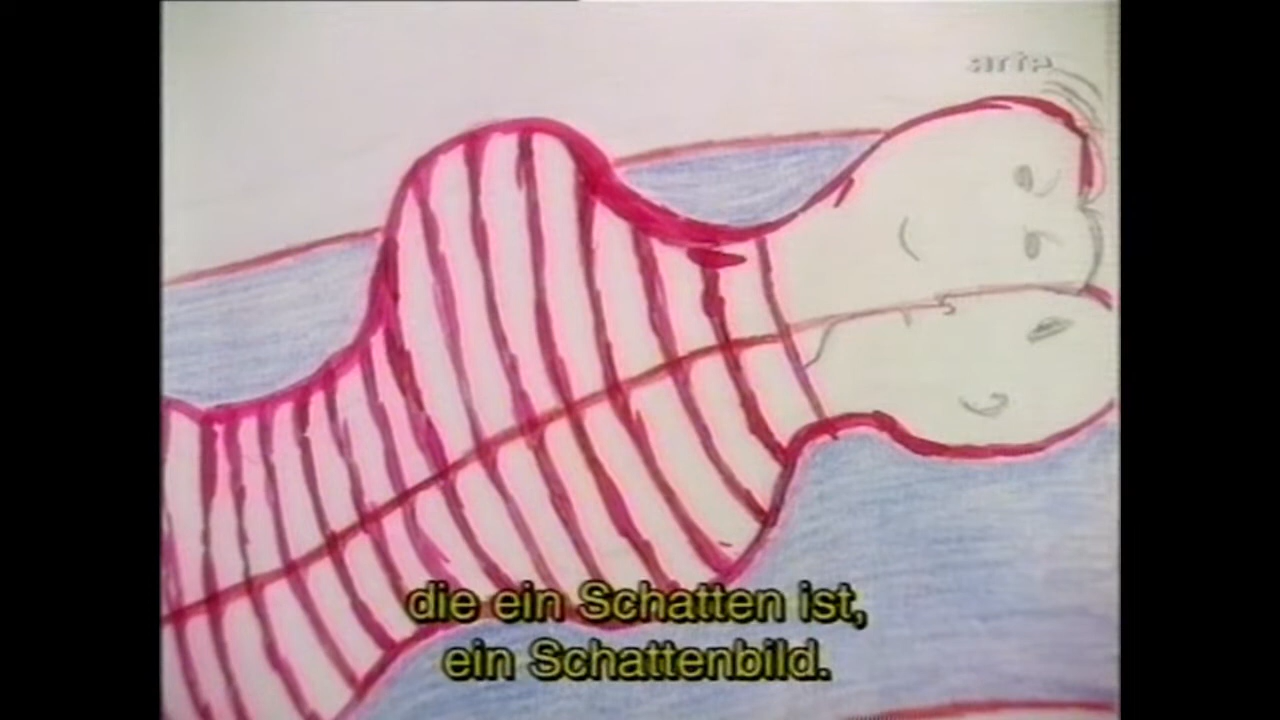 arte
die ein Schatten ist,
ein Schattenbild.